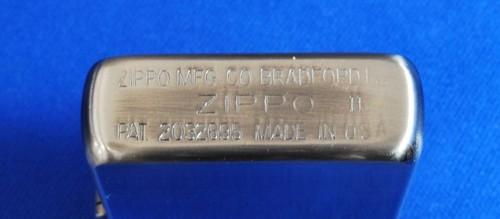 ZIPPO MFG. CO. BRADFORD
ZIPPO II
PAT. 2032695 MADE IN U.S.A